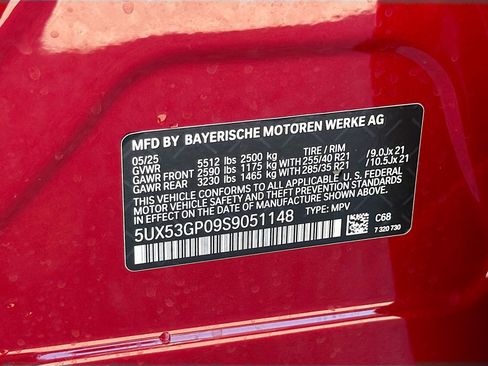 MFD BY BAYERISCHE MOTOREN WERKE AG
05/25 TIRE / RIM
GVWR 5512 lbs 2500 kg
GAWR FRONT 2590 lbs 1175 kg WITH 255/40 R21 /9.0Jx21
GAWR REAR 3230 lbs 1465 kg WITH 285/35 R21 /10.5Jx21
THIS VEHICLE CONFORMS TO ALL APPLICABLE U. S. FEDERAL
MOTOR VEHICLE SAFETY AND THEFT PREVENTION STANDARDS
IN EFFECT ON THE DATE OF MANUFACTURE SHOWN ABOVE.
5UX53GP09S9051148 TYPE: MPV
C68
7 320 730